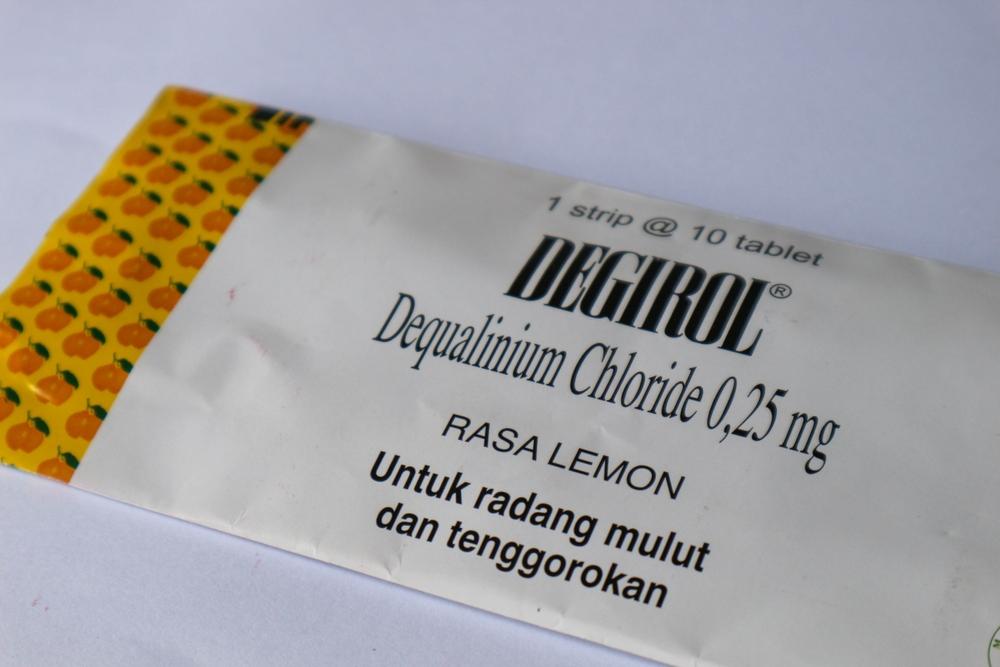 1 strip @ 10 tablet
DEGIROL®
Dequalinium Chloride 0,25 mg
RASA LEMON
Untuk radang mulut
dan tenggorokan